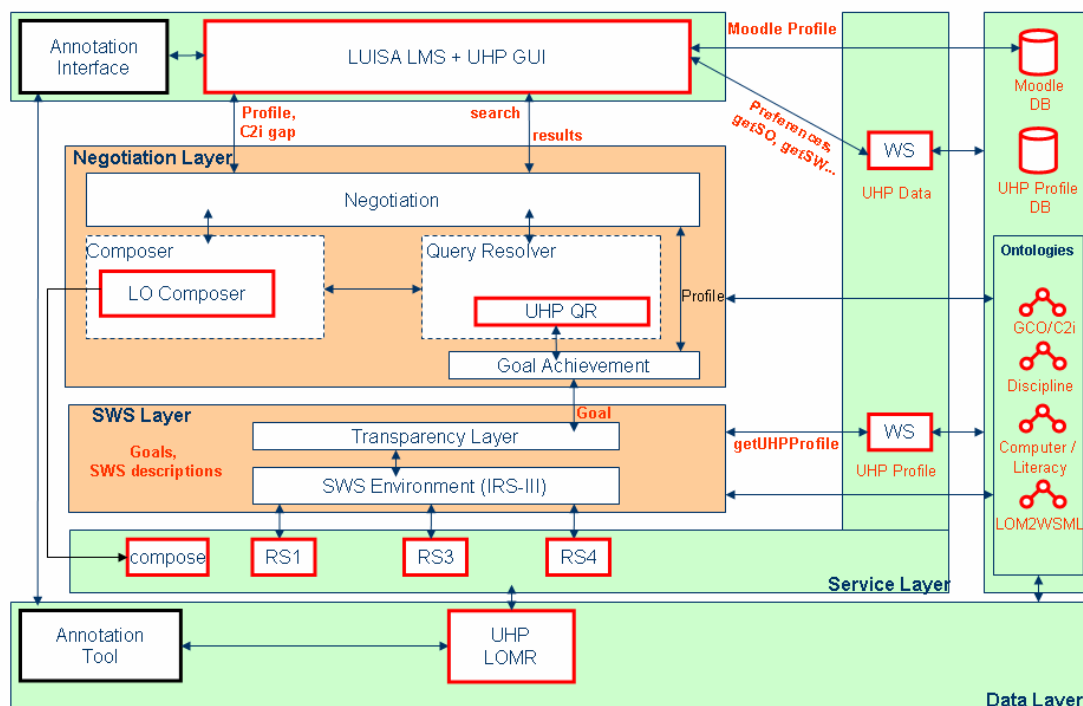 Annotation
Interface
LUISA LMS + UHP GUI
Moodle Profile
Moodle
DB
Profile,
C2i gap
search
results
Preferences,
getSO, getSW...
WS
UHP Data
UHP Profile
DB
Negotiation Layer
Negotiation
Composer
LO Composer
Query Resolver
UHP QR
Profile
Goal Achievement
Ontologies
GCO/C2i
Discipline
Computer /
Literacy
LOM2WSML
SWS Layer
Goal
Goals,
SWS descriptions
Transparency Layer
SWS Environment (IRS-III)
getUHPProfile
WS
UHP Profile
compose
RS1
RS3
RS4
Service Layer
Annotation
Tool
UHP
LOMR
Data Layer